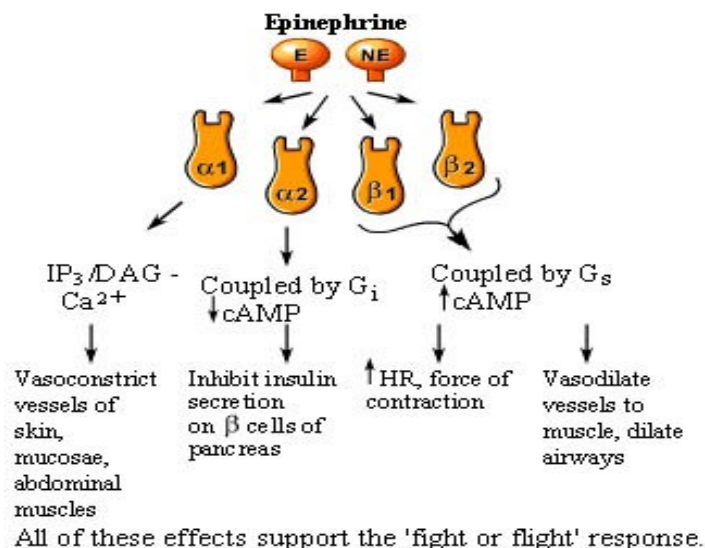 Epinephrine
E
NE
α1
α2
β1
β2
IP₃/DAG -
Ca²⁺
Coupled by Gᵢ
↓cAMP
Coupled by Gₛ
↑cAMP
Vasoconstrict
vessels of
skin,
mucosae,
abdominal
muscles
Inhibit insulin
secretion
on β cells of
pancreas
↑HR, force of
contraction
Vasodilate
vessels to
muscle, dilate
airways
All of these effects support the 'fight or flight' response.